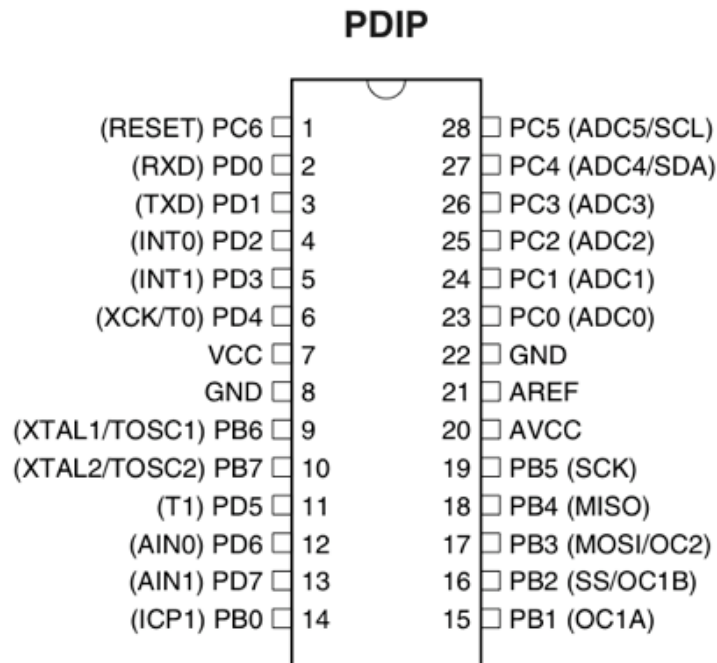 PDIP
(RESET) PC6 1 28 PC5 (ADC5/SCL)
(RXD) PD0 2 27 PC4 (ADC4/SDA)
(TXD) PD1 3 26 PC3 (ADC3)
(INT0) PD2 4 25 PC2 (ADC2)
(INT1) PD3 5 24 PC1 (ADC1)
(XCK/T0) PD4 6 23 PC0 (ADC0)
VCC 7 22 GND
GND 8 21 AREF
(XTAL1/TOSC1) PB6 9 20 AVCC
(XTAL2/TOSC2) PB7 10 19 PB5 (SCK)
(T1) PD5 11 18 PB4 (MISO)
(AIN0) PD6 12 17 PB3 (MOSI/OC2)
(AIN1) PD7 13 16 PB2 (SS/OC1B)
(ICP1) PB0 14 15 PB1 (OC1A)